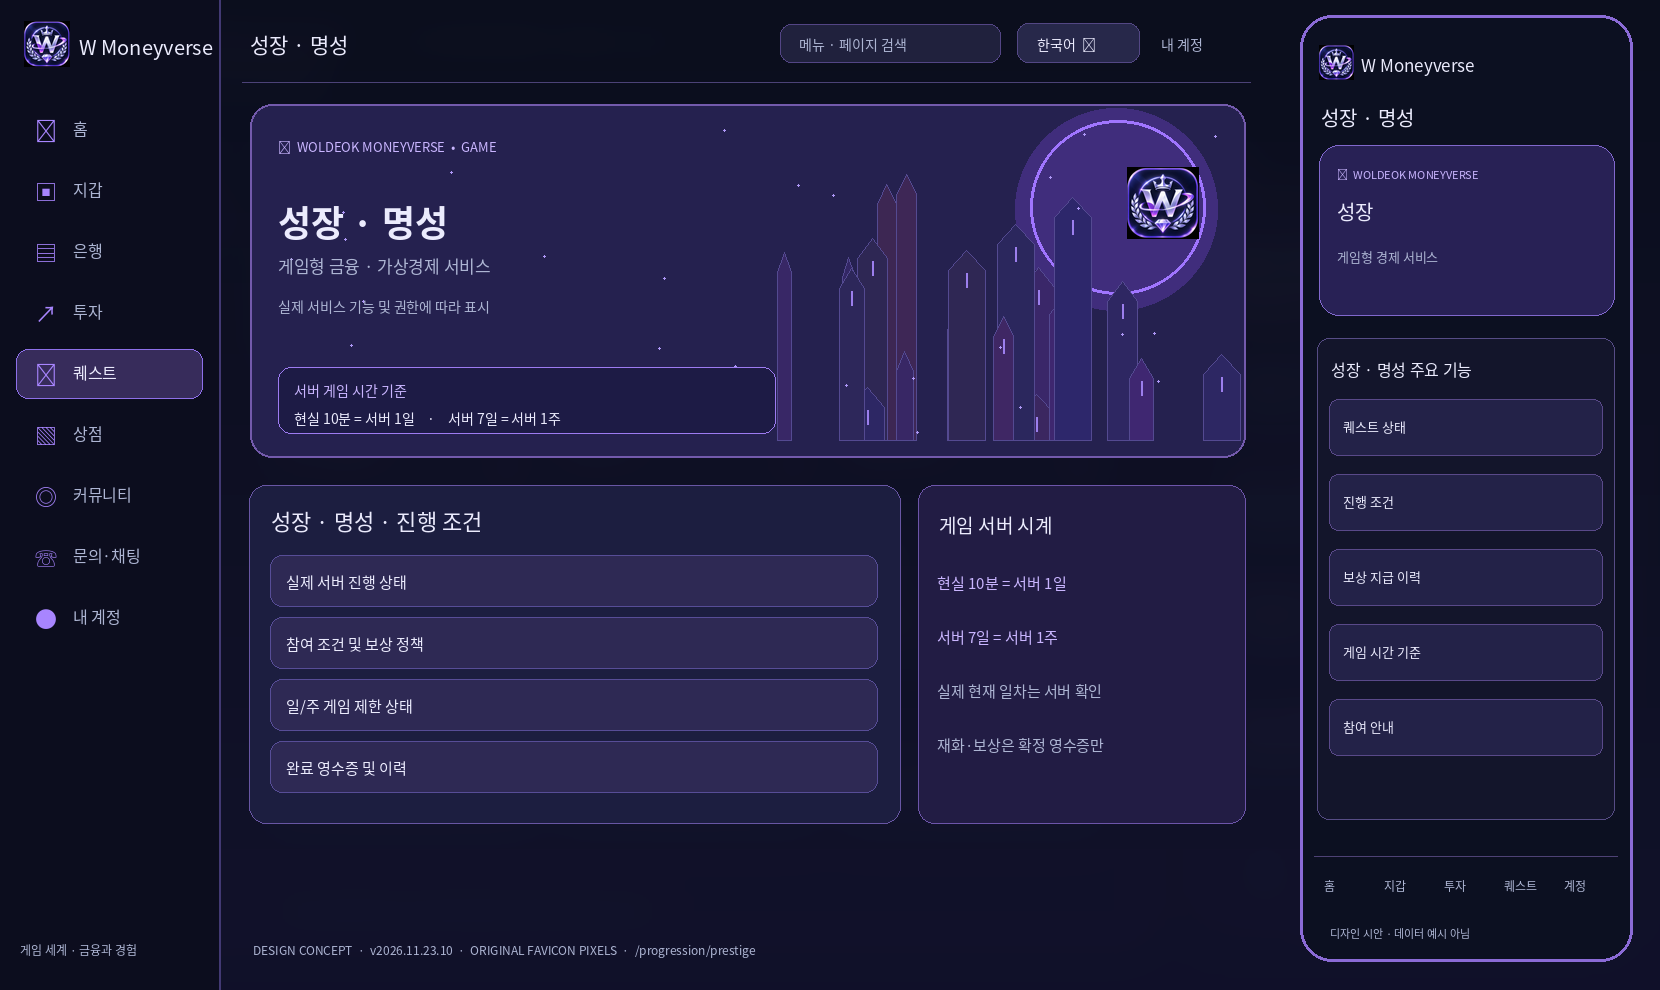 W Moneyverse
홈
지갑
은행
투자
퀘스트
상점
커뮤니티
문의·채팅
내 계정
게임 세계 · 금융과 경험
성장 · 명성
메뉴 · 페이지 검색
한국어
내 계정
WOLDEOK MONEYVERSE • GAME
성장 · 명성
게임형 금융 · 가상경제 서비스
실제 서비스 기능 및 권한에 따라 표시
서버 게임 시간 기준
현실 10분 = 서버 1일 · 서버 7일 = 서버 1주
W
성장 · 명성 · 진행 조건
실제 서버 진행 상태
참여 조건 및 보상 정책
일/주 게임 제한 상태
완료 영수증 및 이력
게임 서버 시계
현실 10분 = 서버 1일
서버 7일 = 서버 1주
실제 현재 일차는 서버 확인
재화·보상은 확정 영수증만
DESIGN CONCEPT · v2026.11.23.10 · ORIGINAL FAVICON PIXELS · /progression/prestige
W Moneyverse
성장 · 명성
WOLDEOK MONEYVERSE
성장
게임형 경제 서비스
성장 · 명성 주요 기능
퀘스트 상태
진행 조건
보상 지급 이력
게임 시간 기준
참여 안내
홈 지갑 투자 퀘스트 계정
디자인 시안 · 데이터 예시 아님